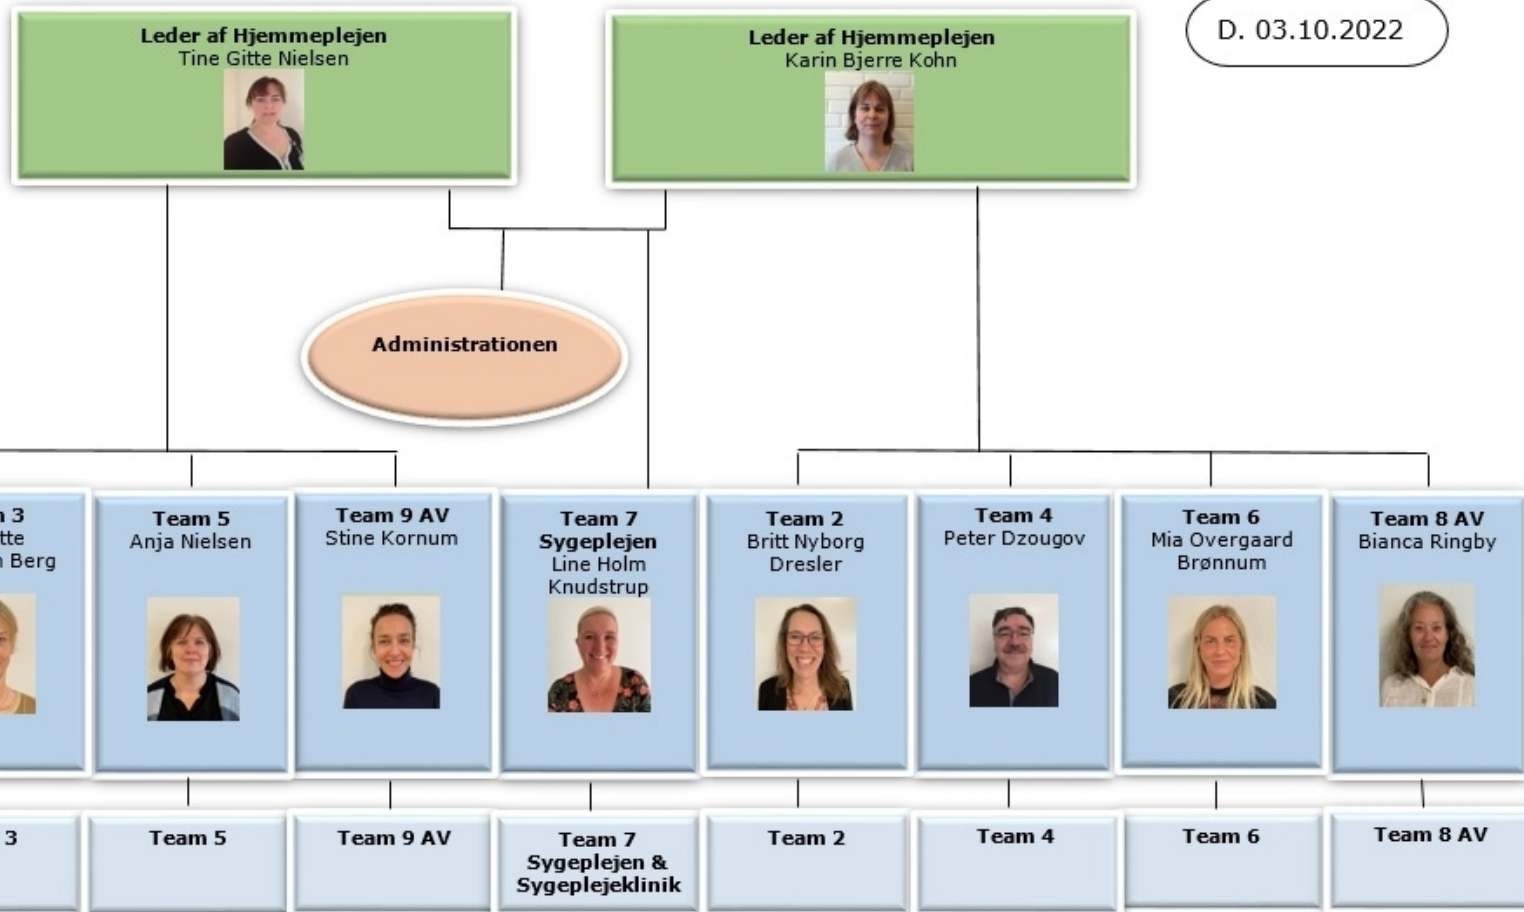 Leder af Hjemmeplejen
Tine Gitte Nielsen
Leder af Hjemmeplejen
Karin Bjerre Kohn
D. 03.10.2022
Administrationen
3
Berg
Team 5
Anja Nielsen
Team 9 AV
Stine Kornum
Team 7
Sygeplejen
Line Holm
Knudstrup
Team 2
Britt Nyborg
Dresler
Team 4
Peter Dzougov
Team 6
Mia Overgaard
Brønnum
Team 8 AV
Bianca Ringby
3
Team 5
Team 9 AV
Team 7
Sygeplejen &
Sygeplejeklinik
Team 2
Team 4
Team 6
Team 8 AV